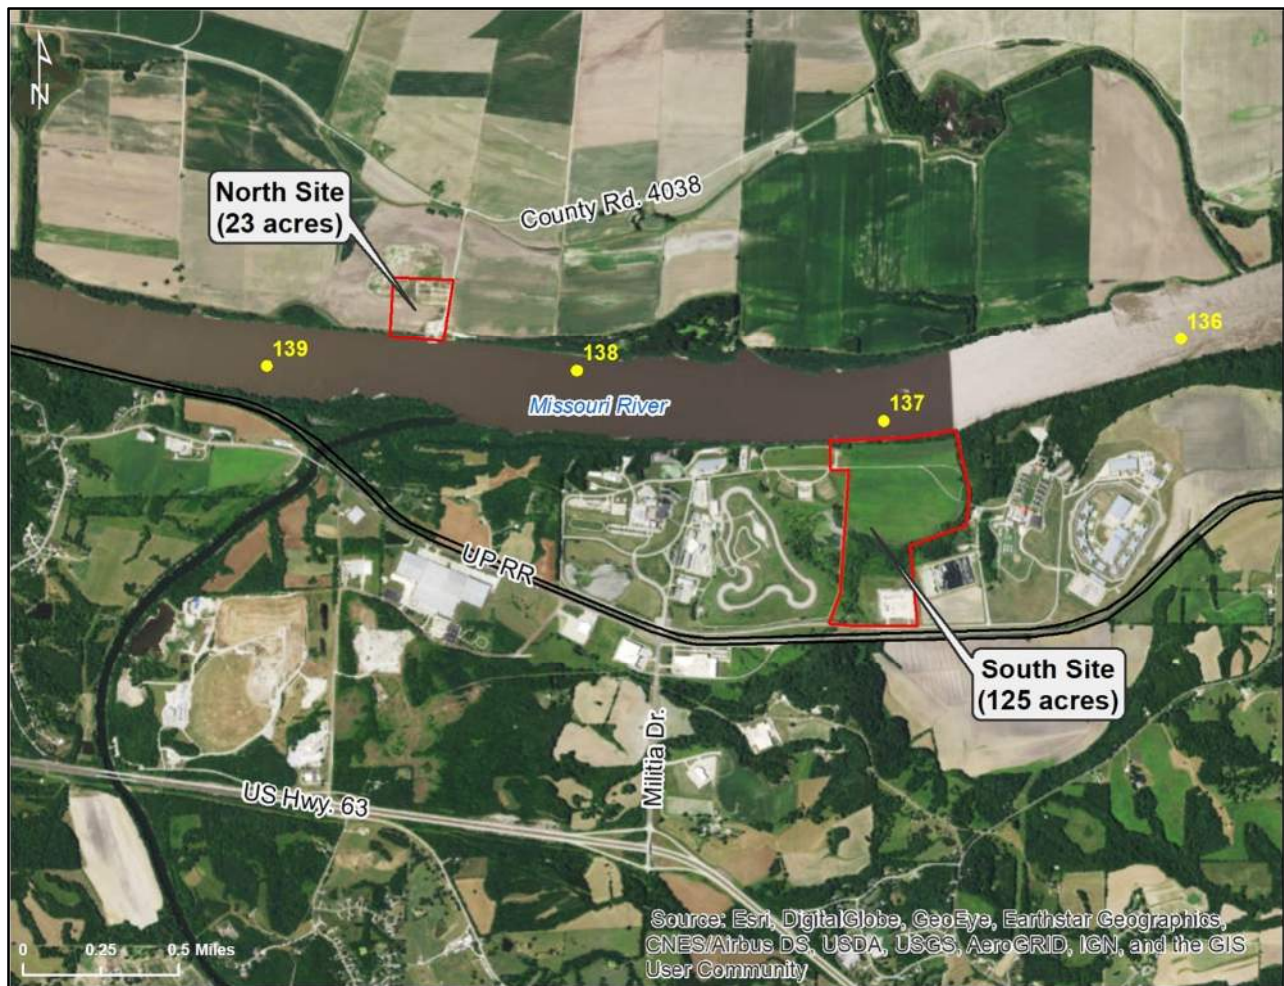 N
North Site
(23 acres)
County Rd. 4038
139
138
136
137
Missouri River
UP RR
South Site
(125 acres)
Militia Dr.
US Hwy. 63
0 0.25 0.5 Miles
Source: Esri, DigitalGlobe, GeoEye, Earthstar Geographics,
CNES/Airbus DS, USDA, USGS, AeroGRID, IGN, and the GIS
User Community